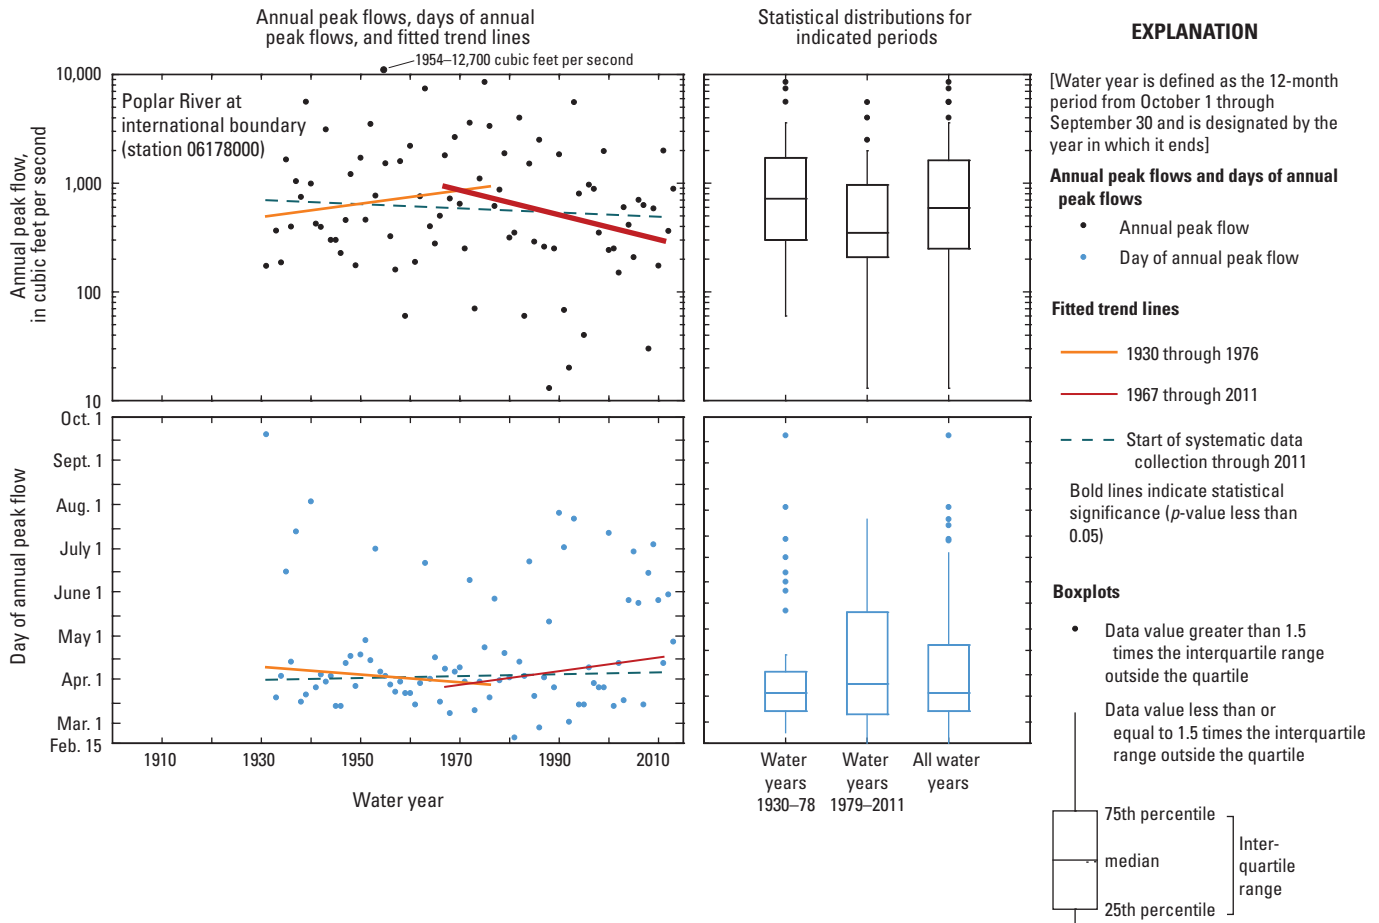 Annual peak flows, days of annual
peak flows, and fitted trend lines
1954–12,700 cubic feet per second
Statistical distributions for
indicated periods
Annual peak flow,
in cubic feet per second
10,000
1,000
100
10
Poplar River at
international boundary
(station 06178000)
Day of annual peak flow
Oct. 1
Sept. 1
Aug. 1
July 1
June 1
May 1
Apr. 1
Mar. 1
Feb. 15
1910
1930
1950
1970
1990
2010
Water year
Water
years
1930–78
Water
years
1979–2011
All water
years
EXPLANATION
[Water year is defined as the 12-month
period from October 1 through
September 30 and is designated by the
year in which it ends]
Annual peak flows and days of annual
peak flows
Annual peak flow
Day of annual peak flow
Fitted trend lines
1930 through 1976
1967 through 2011
Start of systematic data
collection through 2011
Bold lines indicate statistical
significance (p-value less than
0.05)
Boxplots
Data value greater than 1.5
times the interquartile range
outside the quartile
Data value less than or
equal to 1.5 times the interquartile
range outside the quartile
75th percentile
median
25th percentile
Inter-
quartile
range